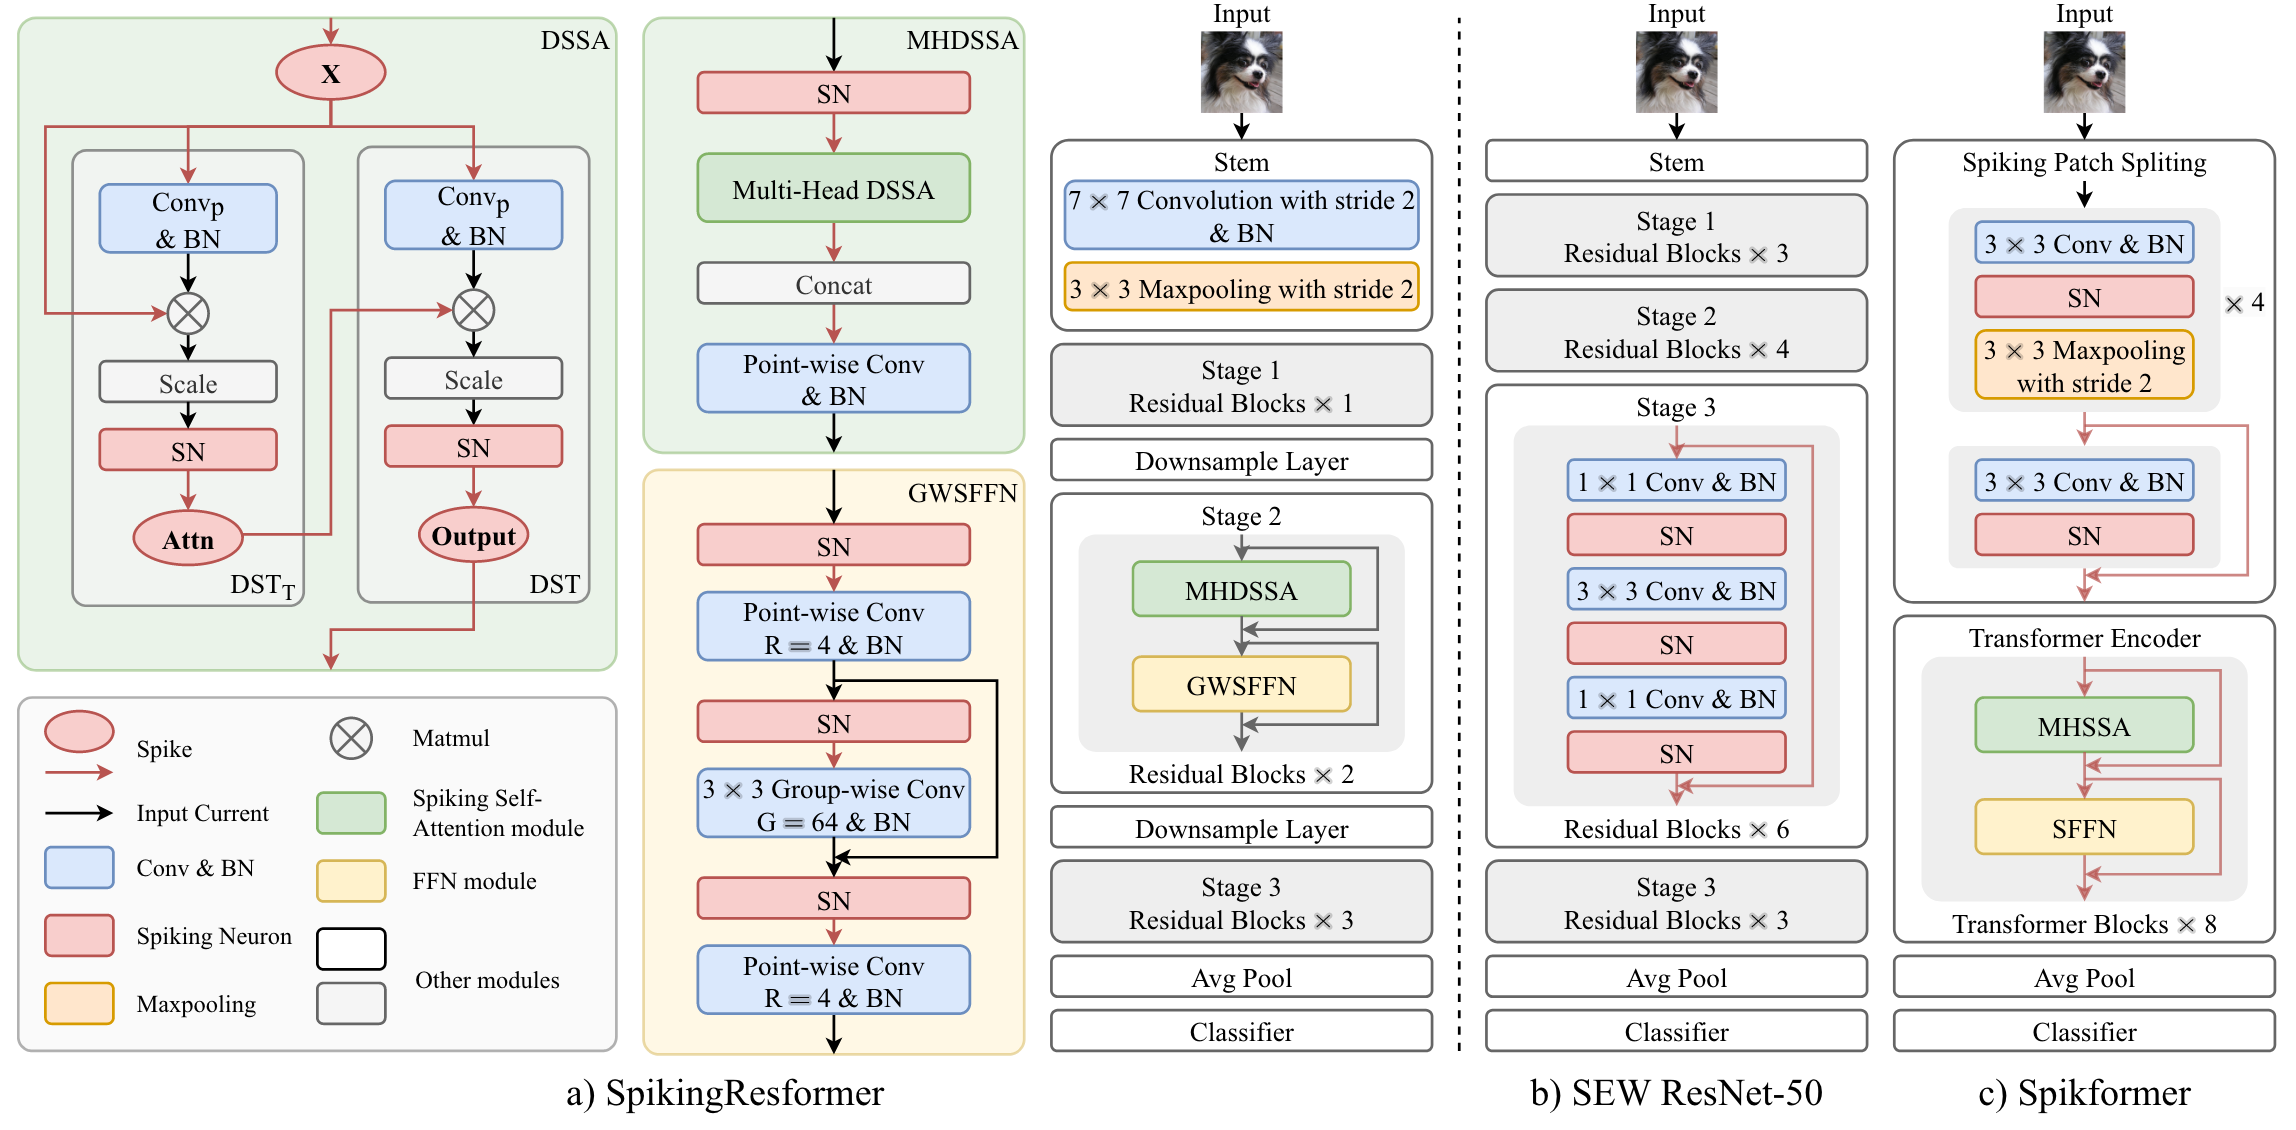 DSSA
X
Convp
& BN
Scale
SN
Attn
DSTT
Convp
& BN
Scale
SN
Output
DST
Spike
Input Current
Conv & BN
Spiking Neuron
Maxpooling
Matmul
Spiking Self-
Attention module
FFN module
Other modules
MHDSSA
SN
Multi-Head DSSA
Concat
Point-wise Conv
& BN
GWSFFN
SN
Point-wise Conv
R = 4 & BN
SN
3 × 3 Group-wise Conv
G = 64 & BN
SN
Point-wise Conv
R = 4 & BN
Input
Stem
7 × 7 Convolution with stride 2
& BN
3 × 3 Maxpooling with stride 2
Stage 1
Residual Blocks × 1
Downsample Layer
Stage 2
MHDSSA
GWSFFN
Residual Blocks × 2
Downsample Layer
Stage 3
Residual Blocks × 3
Avg Pool
Classifier
a) SpikingResformer
Input
Stem
Stage 1
Residual Blocks × 3
Stage 2
Residual Blocks × 4
Stage 3
1 × 1 Conv & BN
SN
3 × 3 Conv & BN
SN
1 × 1 Conv & BN
SN
Residual Blocks × 6
Stage 3
Residual Blocks × 3
Avg Pool
Classifier
b) SEW ResNet-50
Input
Spiking Patch Spliting
3 × 3 Conv & BN
SN
3 × 3 Maxpooling
with stride 2
× 4
3 × 3 Conv & BN
SN
Transformer Encoder
MHSSA
SFFN
Transformer Blocks × 8
Avg Pool
Classifier
c) Spikformer